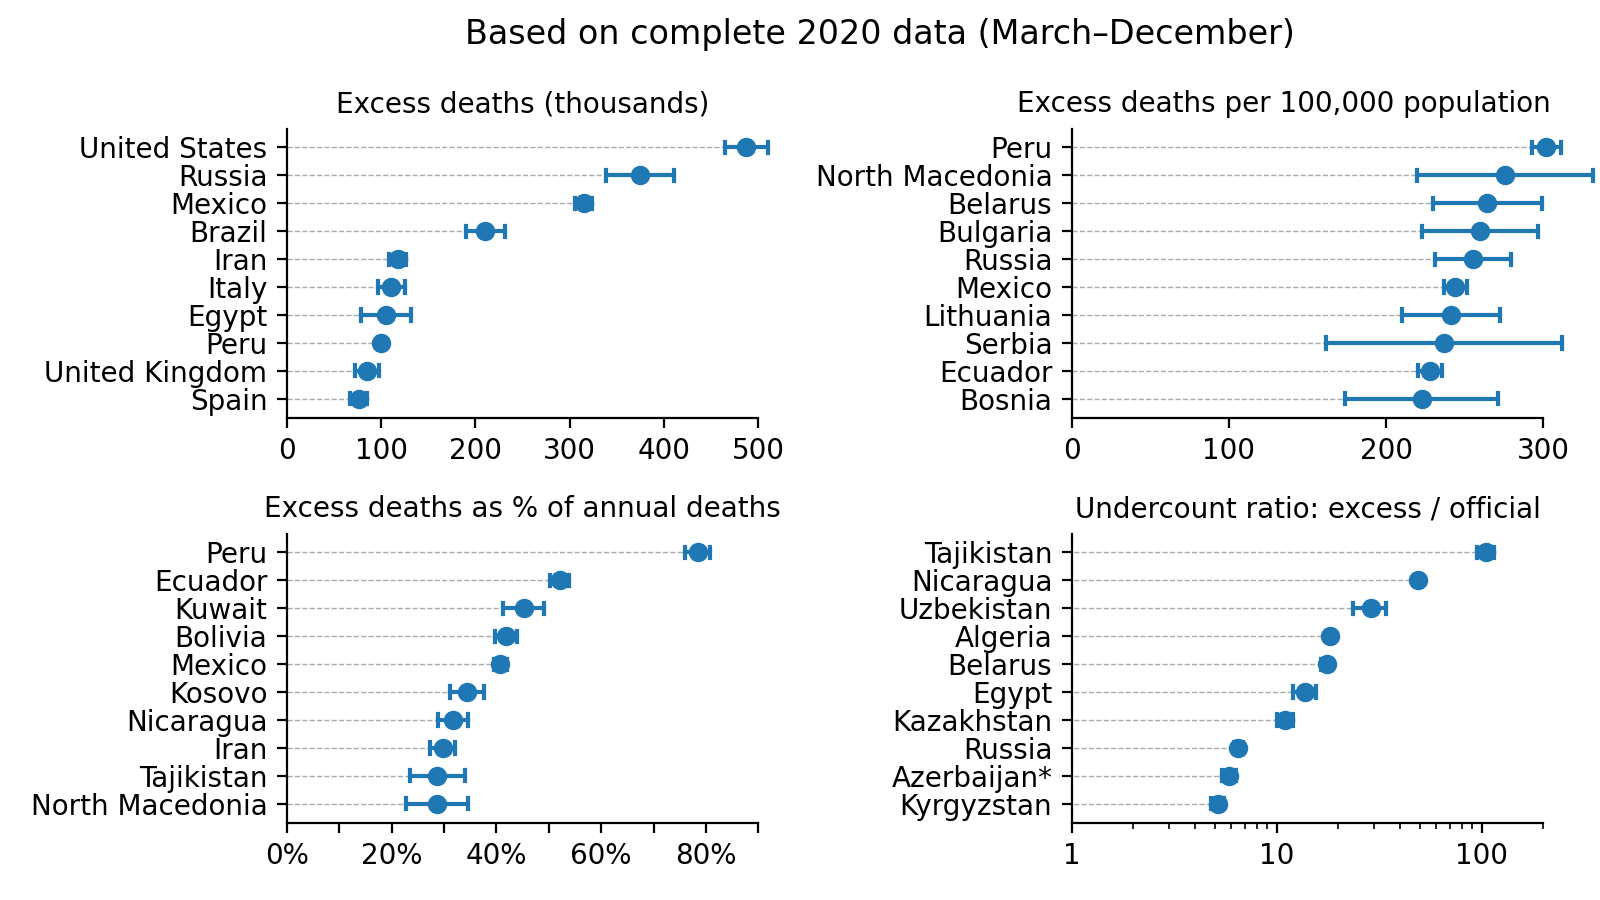 Based on complete 2020 data (March–December)
Excess deaths (thousands)
United States
Russia
Mexico
Brazil
Iran
Italy
Egypt
Peru
United Kingdom
Spain
0 100 200 300 400 500
Excess deaths per 100,000 population
Peru
North Macedonia
Belarus
Bulgaria
Russia
Mexico
Lithuania
Serbia
Ecuador
Bosnia
0 100 200 300
Excess deaths as % of annual deaths
Peru
Ecuador
Kuwait
Bolivia
Mexico
Kosovo
Nicaragua
Iran
Tajikistan
North Macedonia
0% 20% 40% 60% 80%
Undercount ratio: excess / official
Tajikistan
Nicaragua
Uzbekistan
Algeria
Belarus
Egypt
Kazakhstan
Russia
Azerbaijan*
Kyrgyzstan
1 10 100